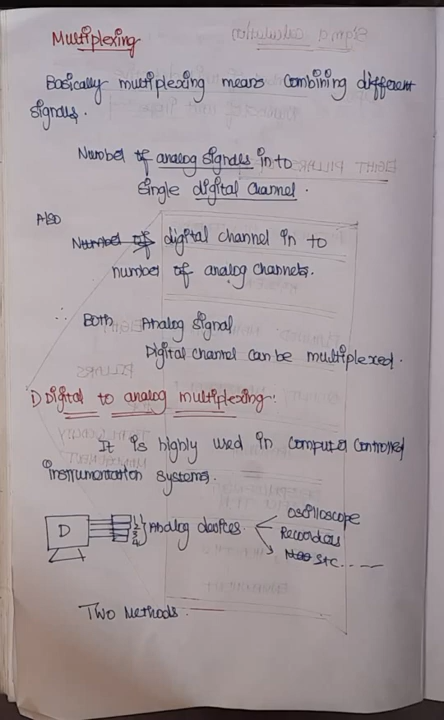 Multiplexing
Basically multiplexing means combining different
signals.
Number of analog signals in to
single digital channel.
Also
Number of digital channel in to
number of analog channels.
Both Analog signal
Digital channel can be multiplexed.
1) Digital to analog multiplexing:
It is highly used in computer controlled
instrumentation systems.
D 1 2 3 4 } Analog devices. oscilloscope
Recorders
etc....
Two Methods.